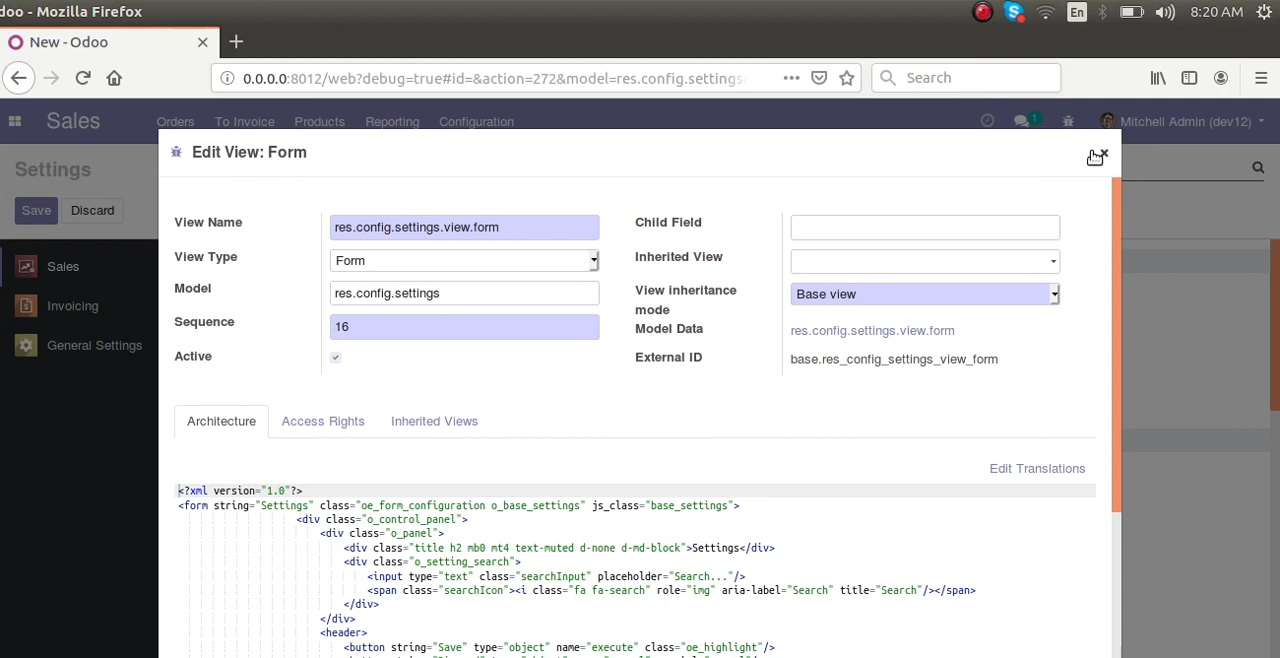 doo - Mozilla Firefox
En
8:20 AM
New - Odoo
0.0.0.0:8012/web?debug=true#id=&action=272&model=res.config.settings
Search
Sales
Orders
To Invoice
Products
Reporting
Configuration
1
Mitchell Admin (dev12)
Settings
Save
Discard
Sales
Invoicing
General Settings
Edit View: Form
View Name
res.config.settings.view.form
Child Field
View Type
Form
Inherited View
Model
res.config.settings
View inheritance
mode
Base view
Sequence
16
Model Data
res.config.settings.view.form
Active
External ID
base.res_config_settings_view_form
Architecture
Access Rights
Inherited Views
Edit Translations
<?xml version="1.0"?>
<form string="Settings" class="oe_form_configuration o_base_settings" js_class="base_settings">
<div class="o_control_panel">
<div class="o_panel">
<div class="title h2 mb0 mt4 text-muted d-none d-md-block">Settings</div>
<div class="o_setting_search">
<input type="text" class="searchInput" placeholder="Search..."/>
<span class="searchIcon"><i class="fa fa-search" role="img" aria-label="Search" title="Search"/></span>
</div>
</div>
<header>
<button string="Save" type="object" name="execute" class="oe_highlight"/>